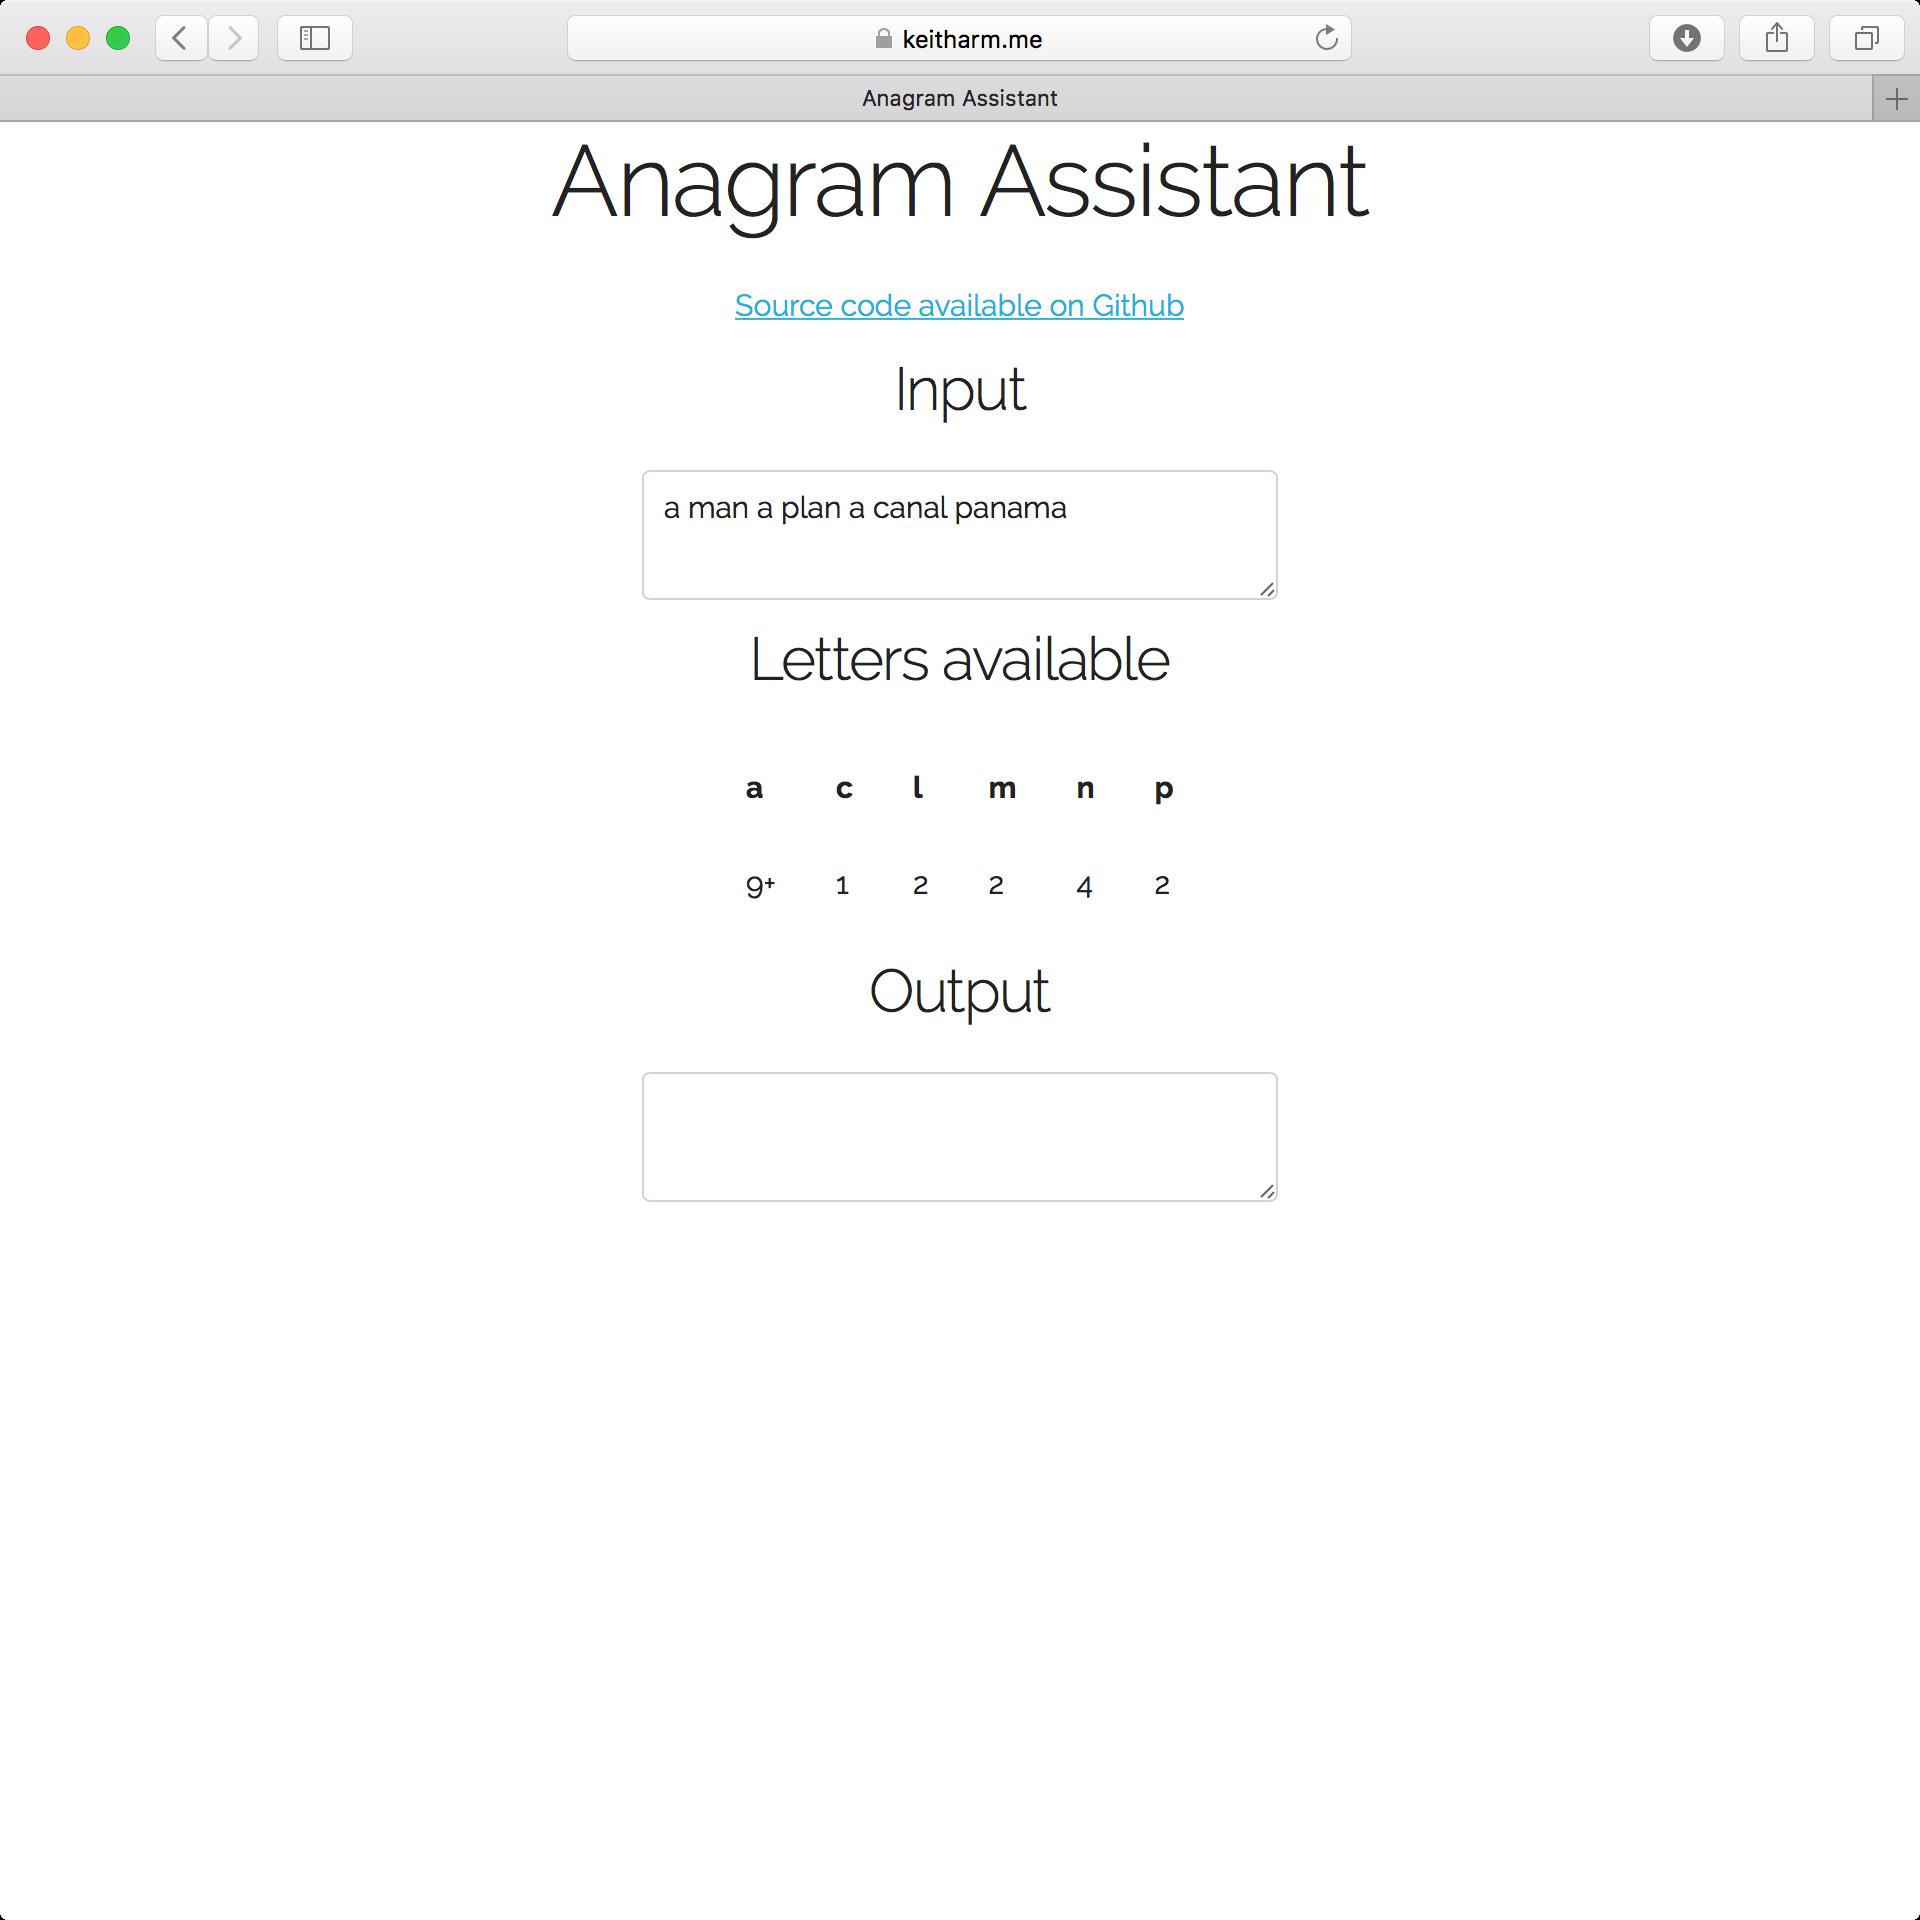 keitharm.me
Anagram Assistant
Anagram Assistant
Source code available on Github
Input
a man a plan a canal panama
Letters available
a c l m n p
9+ 1 2 2 4 2
Output